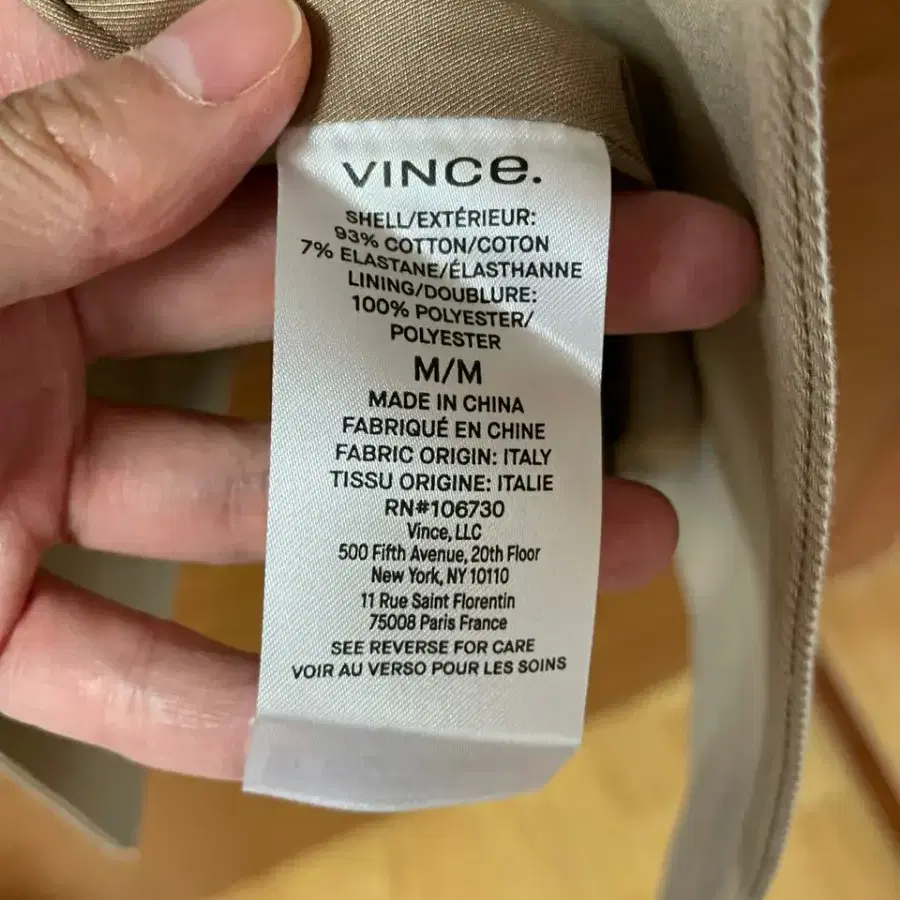 VINCe.
SHELL/EXTÉRIEUR:
93% COTTON/COTON
7% ELASTANE/ÉLASTHANNE
LINING/DOUBLURE:
100% POLYESTER/
POLYESTER
M/M
MADE IN CHINA
FABRIQUÉ EN CHINE
FABRIC ORIGIN: ITALY
TISSU ORIGINE: ITALIE
RN#106730
Vince, LLC
500 Fifth Avenue, 20th Floor
New York, NY 10110
11 Rue Saint Florentin
75008 Paris France
SEE REVERSE FOR CARE
VOIR AU VERSO POUR LES SOINS